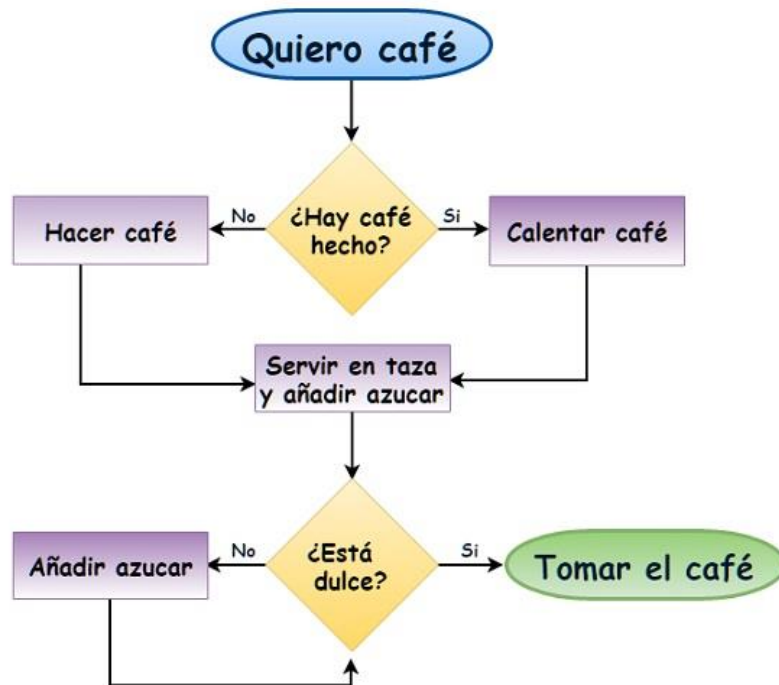 Quiero café
¿Hay café
hecho?
No
Si
Hacer café
Calentar café
Servir en taza
y añadir azucar
¿Está
dulce?
No
Si
Añadir azucar
Tomar el café